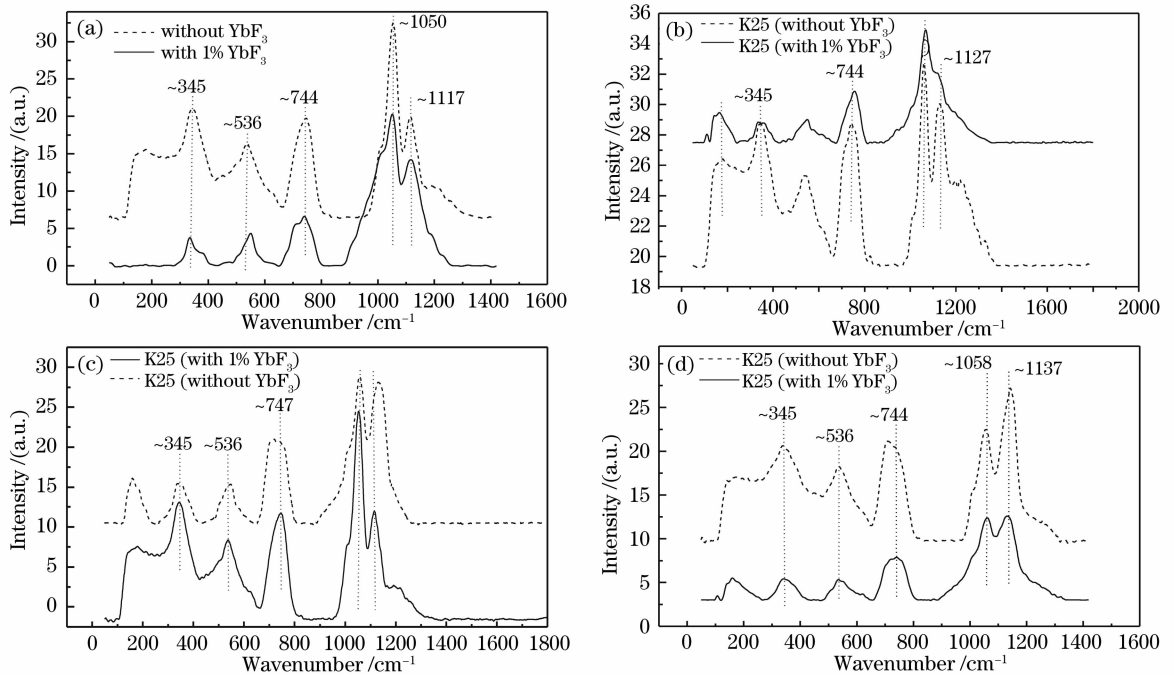 (a)
without YbF₃
with 1% YbF₃
~1050
~345
~536
~744
~1117
Intensity /(a.u.)
30
25
20
15
10
5
0
0 200 400 600 800 1000 1200 1400 1600
Wavenumber /cm⁻¹
(b)
K25 (without YbF₃)
K25 (with 1% YbF₃)
~345
~744
~1127
Intensity /(a.u.)
36
34
32
30
28
26
24
22
20
18
0 400 800 1200 1600 2000
Wavenumber /cm⁻¹
(c)
K25 (with 1% YbF₃)
K25 (without YbF₃)
~345
~536
~747
Intensity /(a.u.)
30
25
20
15
10
5
0
0 200 400 600 800 1000 1200 1400 1600 1800
Wavenumber /cm⁻¹
(d)
K25 (without YbF₃)
K25 (with 1% YbF₃)
~1058
~1137
~345
~536
~744
Intensity /(a.u.)
30
25
20
15
10
5
0
0 200 400 600 800 1000 1200 1400 1600
Wavenumber /cm⁻¹